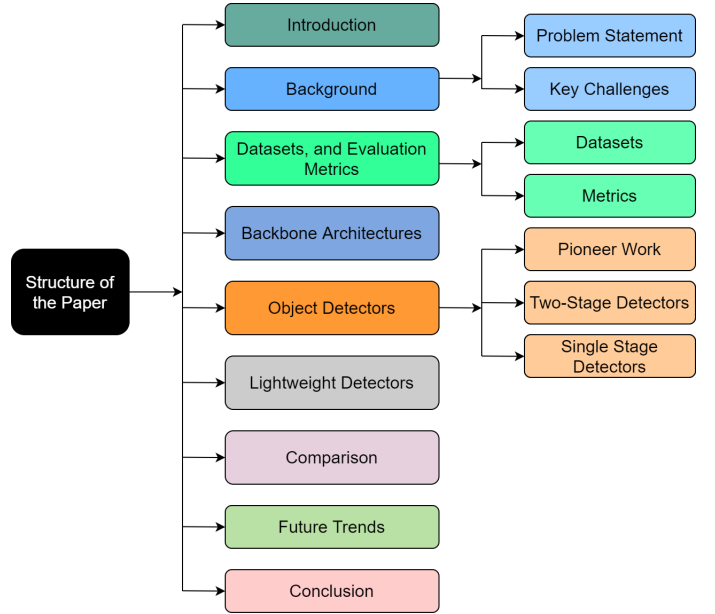 Structure of
the Paper
Introduction
Background
Problem Statement
Key Challenges
Datasets, and Evaluation
Metrics
Datasets
Metrics
Backbone Architectures
Object Detectors
Pioneer Work
Two-Stage Detectors
Single Stage
Detectors
Lightweight Detectors
Comparison
Future Trends
Conclusion